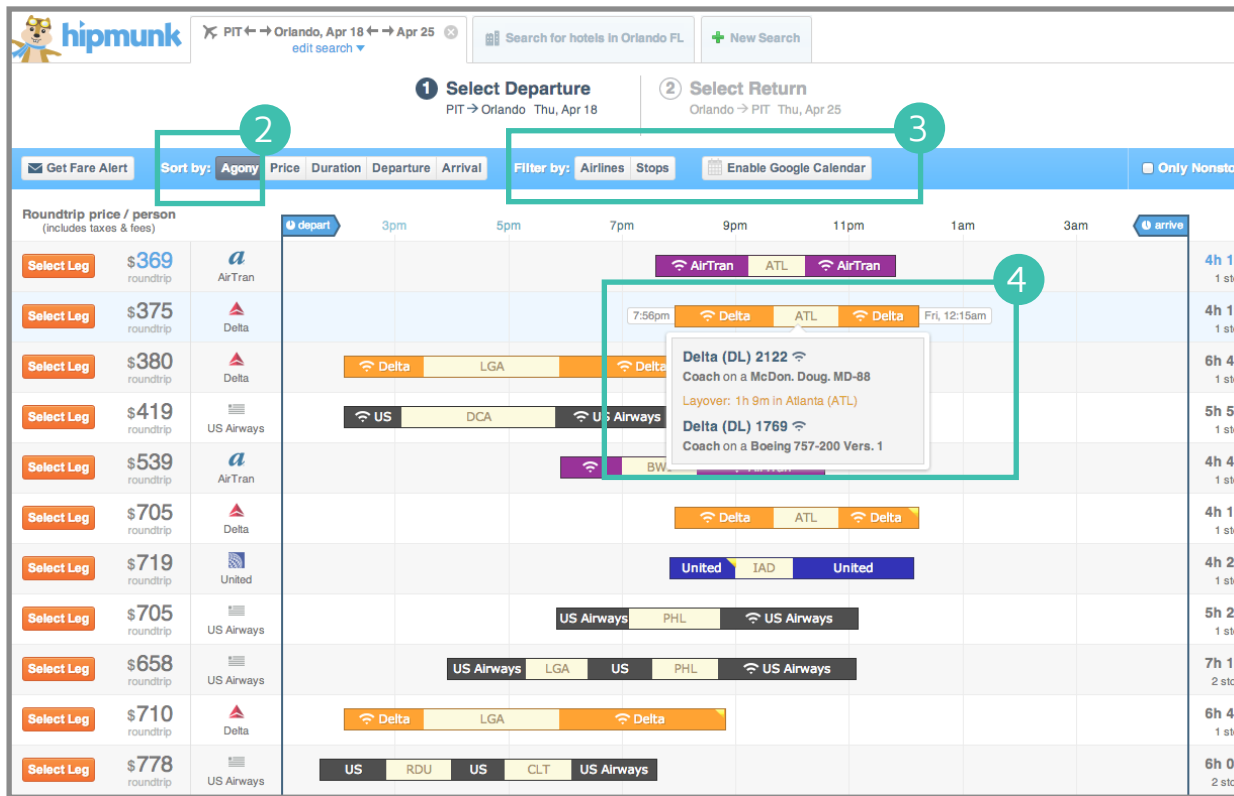 hipmunk
PIT ←→ Orlando, Apr 18 ←→ Apr 25
edit search ▼
Search for hotels in Orlando FL
New Search
1 Select Departure
PIT → Orlando Thu, Apr 18
2 Select Return
Orlando → PIT Thu, Apr 25
2
3
Get Fare Alert
Sort by: Agony Price Duration Departure Arrival
Filter by: Airlines Stops
Enable Google Calendar
Only Nonsto
Roundtrip price / person
(includes taxes & fees)
depart 3pm 5pm 7pm 9pm 11pm 1am 3am arrive
Select Leg $369 roundtrip AirTran
AirTran ATL AirTran
4h 1
1 st
4
Select Leg $375 roundtrip Delta
7:56pm Delta ATL Delta Fri, 12:15am
4h 1
1 st
Delta (DL) 2122
Coach on a McDon. Doug. MD-88
Layover: 1h 9m in Atlanta (ATL)
Delta (DL) 1769
Coach on a Boeing 757-200 Vers. 1
Select Leg $380 roundtrip Delta
Delta LGA Delta
6h 4
1 st
Select Leg $419 roundtrip US Airways
US DCA US Airways
5h 5
1 st
Select Leg $539 roundtrip AirTran
4h 4
1 st
Select Leg $705 roundtrip Delta
Delta ATL Delta
4h 1
1 st
Select Leg $719 roundtrip United
United IAD United
4h 2
1 st
Select Leg $705 roundtrip US Airways
US Airways PHL US Airways
5h 2
1 st
Select Leg $658 roundtrip US Airways
US Airways LGA US PHL US Airways
7h 1
2 sto
Select Leg $710 roundtrip Delta
Delta LGA Delta
6h 4
1 st
Select Leg $778 roundtrip US Airways
US RDU US CLT US Airways
6h 0
2 sto